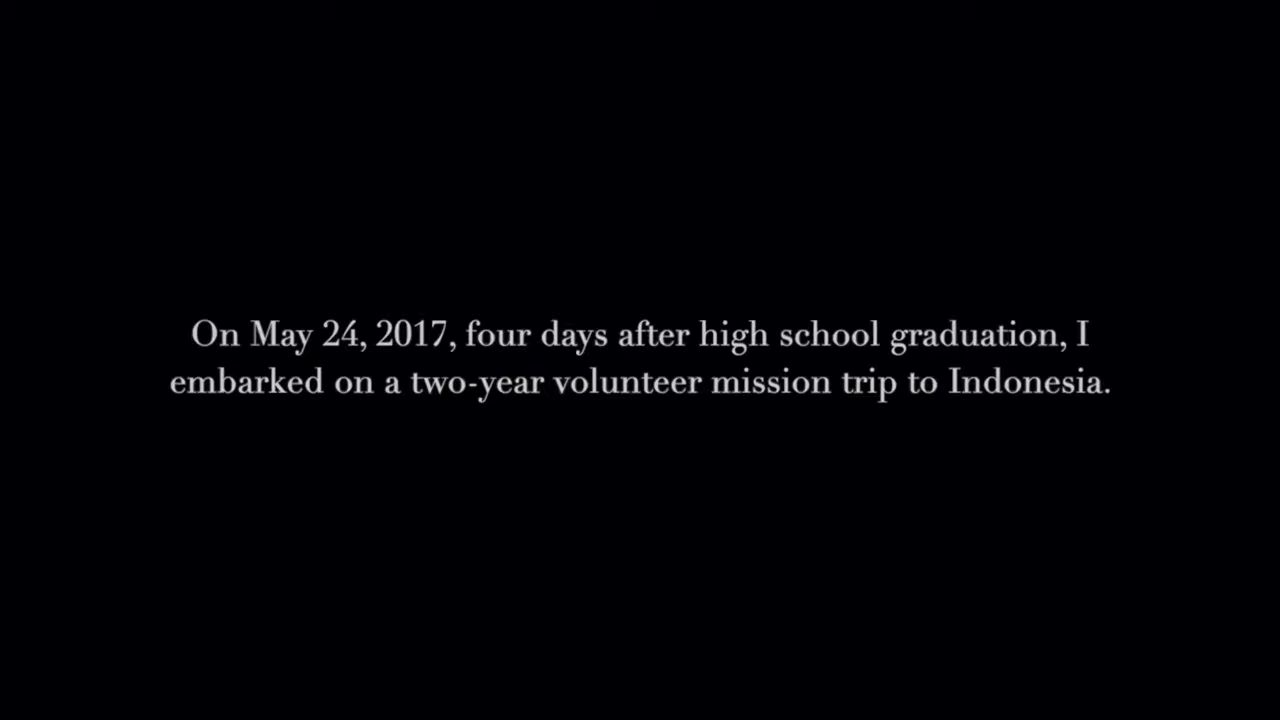 On May 24, 2017, four days after high school graduation, I
embarked on a two-year volunteer mission trip to Indonesia.